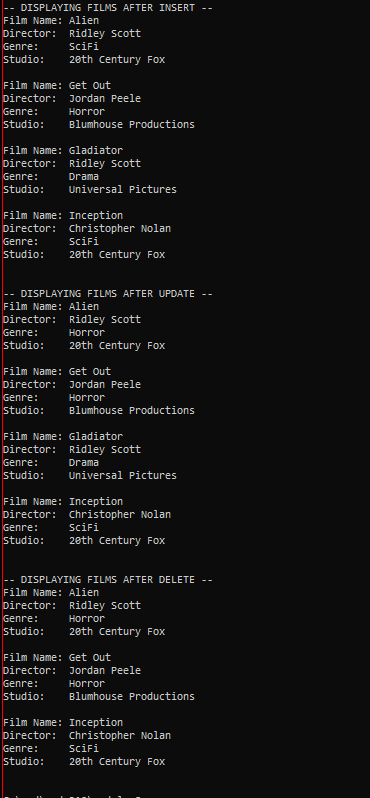 -- DISPLAYING FILMS AFTER INSERT --
Film Name: Alien
Director:  Ridley Scott
Genre:     SciFi
Studio:    20th Century Fox

Film Name: Get Out
Director:  Jordan Peele
Genre:     Horror
Studio:    Blumhouse Productions

Film Name: Gladiator
Director:  Ridley Scott
Genre:     Drama
Studio:    Universal Pictures

Film Name: Inception
Director:  Christopher Nolan
Genre:     SciFi
Studio:    20th Century Fox

-- DISPLAYING FILMS AFTER UPDATE --
Film Name: Alien
Director:  Ridley Scott
Genre:     Horror
Studio:    20th Century Fox

Film Name: Get Out
Director:  Jordan Peele
Genre:     Horror
Studio:    Blumhouse Productions

Film Name: Gladiator
Director:  Ridley Scott
Genre:     Drama
Studio:    Universal Pictures

Film Name: Inception
Director:  Christopher Nolan
Genre:     SciFi
Studio:    20th Century Fox

-- DISPLAYING FILMS AFTER DELETE --
Film Name: Alien
Director:  Ridley Scott
Genre:     Horror
Studio:    20th Century Fox

Film Name: Get Out
Director:  Jordan Peele
Genre:     Horror
Studio:    Blumhouse Productions

Film Name: Inception
Director:  Christopher Nolan
Genre:     SciFi
Studio:    20th Century Fox